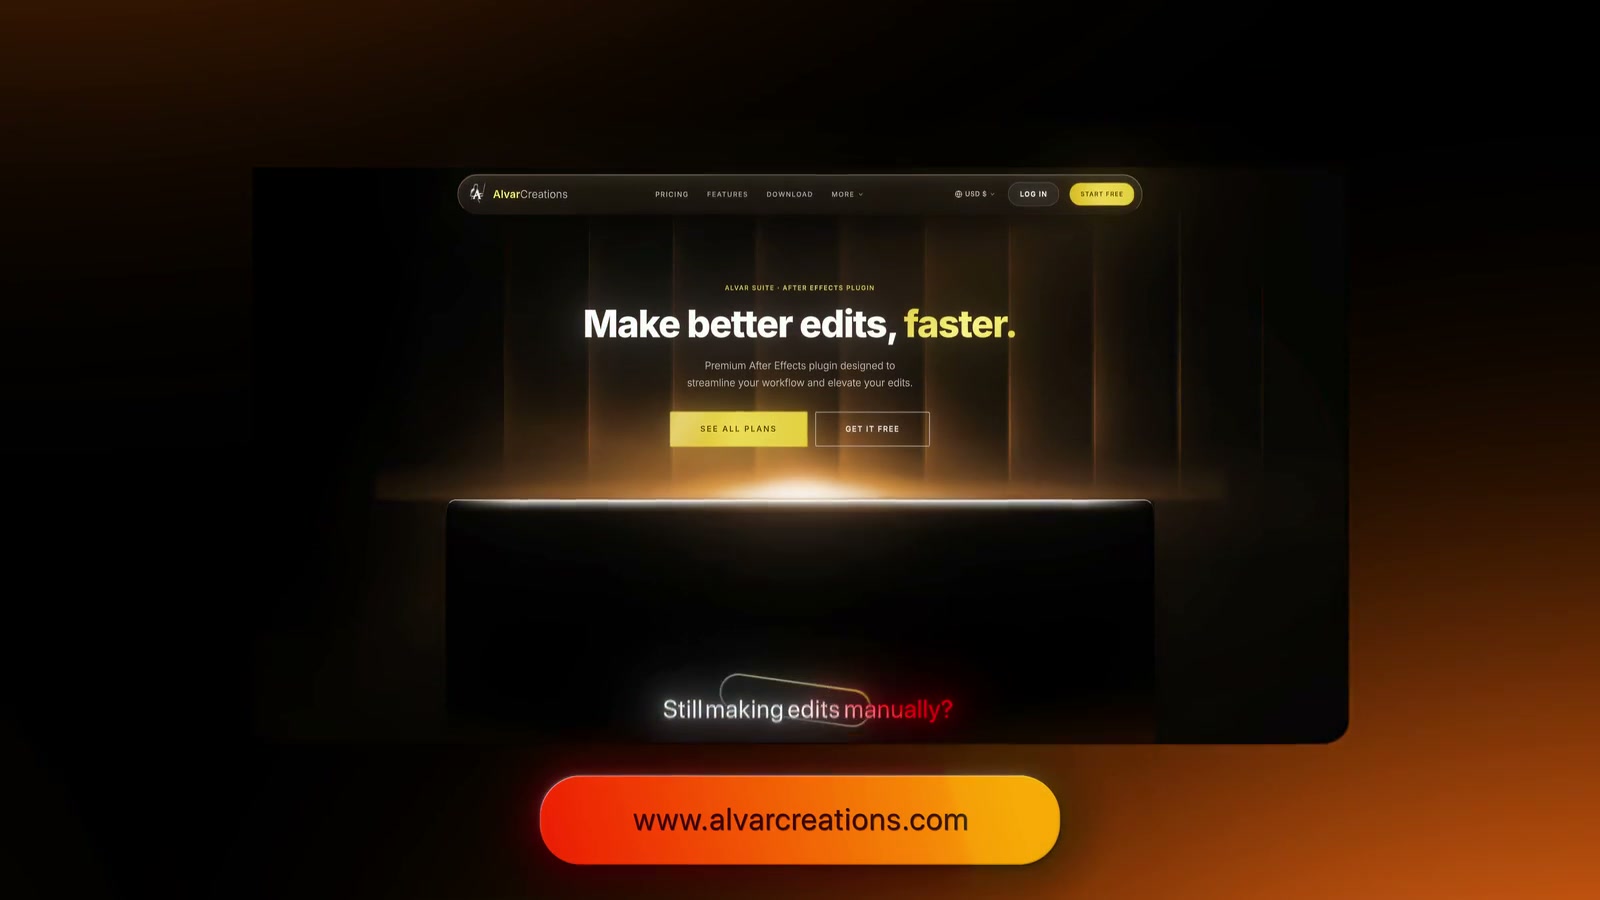 AlvarCreations
PRICING FEATURES DOWNLOAD MORE
USD $ LOG IN START FREE
ALVAR SUITE · AFTER EFFECTS PLUGIN
Make better edits, faster.
Premium After Effects plugin designed to
streamline your workflow and elevate your edits.
SEE ALL PLANS
GET IT FREE
Still making edits manually?
www.alvarcreations.com